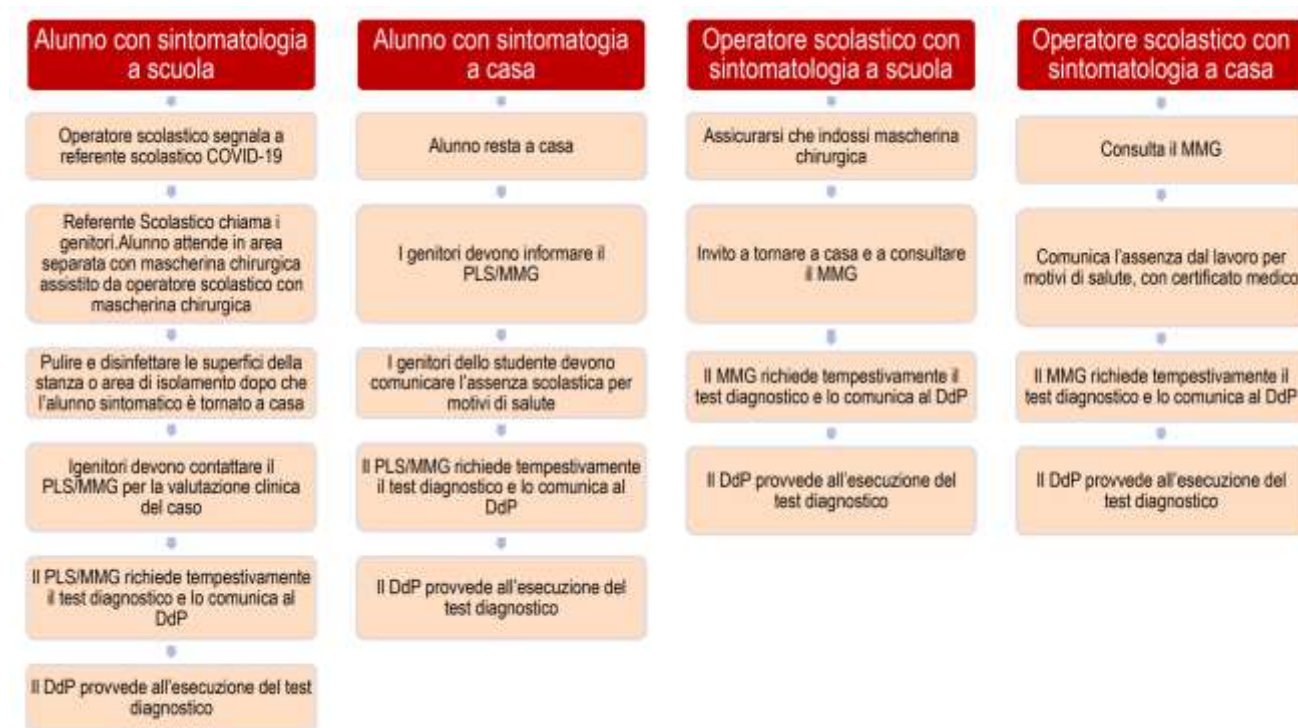 Alunno con sintomatologia
a scuola
Operatore scolastico segnala a
referente scolastico COVID-19
Referente Scolastico chiama i
genitori.Alunno attende in area
separata con mascherina chirurgica
assistito da operatore scolastico con
mascherina chirurgica
Pulire e disinfettare le superfici della
stanza o area di isolamento dopo che
l'alunno sintomatico è tornato a casa
Igenitori devono contattare il
PLS/MMG per la valutazione clinica
del caso
Il PLS/MMG richiede tempestivamente
il test diagnostico e lo comunica al
DdP
Il DdP provvede all'esecuzione del test
diagnostico
Alunno con sintomatogia
a casa
Alunno resta a casa
I genitori devono informare il
PLS/MMG
I genitori dello studente devono
comunicare l'assenza scolastica per
motivi di salute
Il PLS/MMG richiede tempestivamente
il test diagnostico e lo comunica al
DdP
Il DdP provvede all'esecuzione del
test diagnostico
Operatore scolastico con
sintomatologia a scuola
Assicurarsi che indossi mascherina
chirurgica
Invito a tornare a casa e a consultare
il MMG
Il MMG richiede tempestivamente il
test diagnostico e lo comunica al DdP
Il DdP provvede all'esecuzione del
test diagnostico
Operatore scolastico con
sintomatologia a casa
Consulta il MMG
Comunica l'assenza dal lavoro per
motivi di salute, con certificato medico
Il MMG richiede tempestivamente il
test diagnostico e lo comunica al DdP
Il DdP provvede all'esecuzione del
test diagnostico